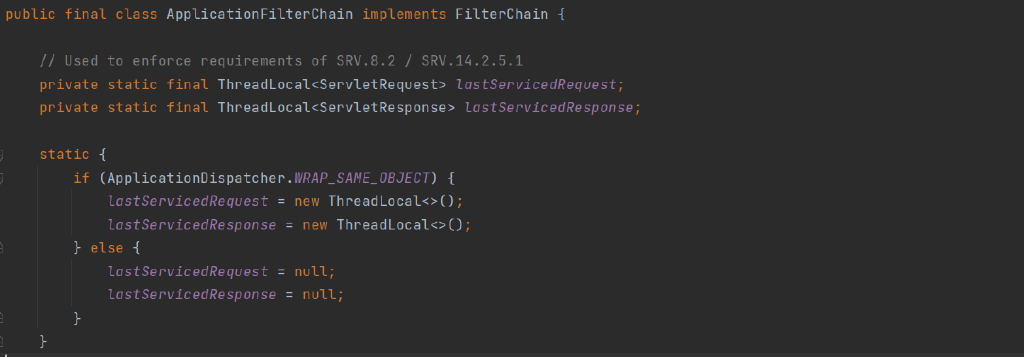 public final class ApplicationFilterChain implements FilterChain {
// Used to enforce requirements of SRV.8.2 / SRV.14.2.5.1
private static final ThreadLocal<ServletRequest> lastServicedRequest;
private static final ThreadLocal<ServletResponse> lastServicedResponse;
static {
if (ApplicationDispatcher.WRAP_SAME_OBJECT) {
lastServicedRequest = new ThreadLocal<>();
lastServicedResponse = new ThreadLocal<>();
} else {
lastServicedRequest = null;
lastServicedResponse = null;
}
}